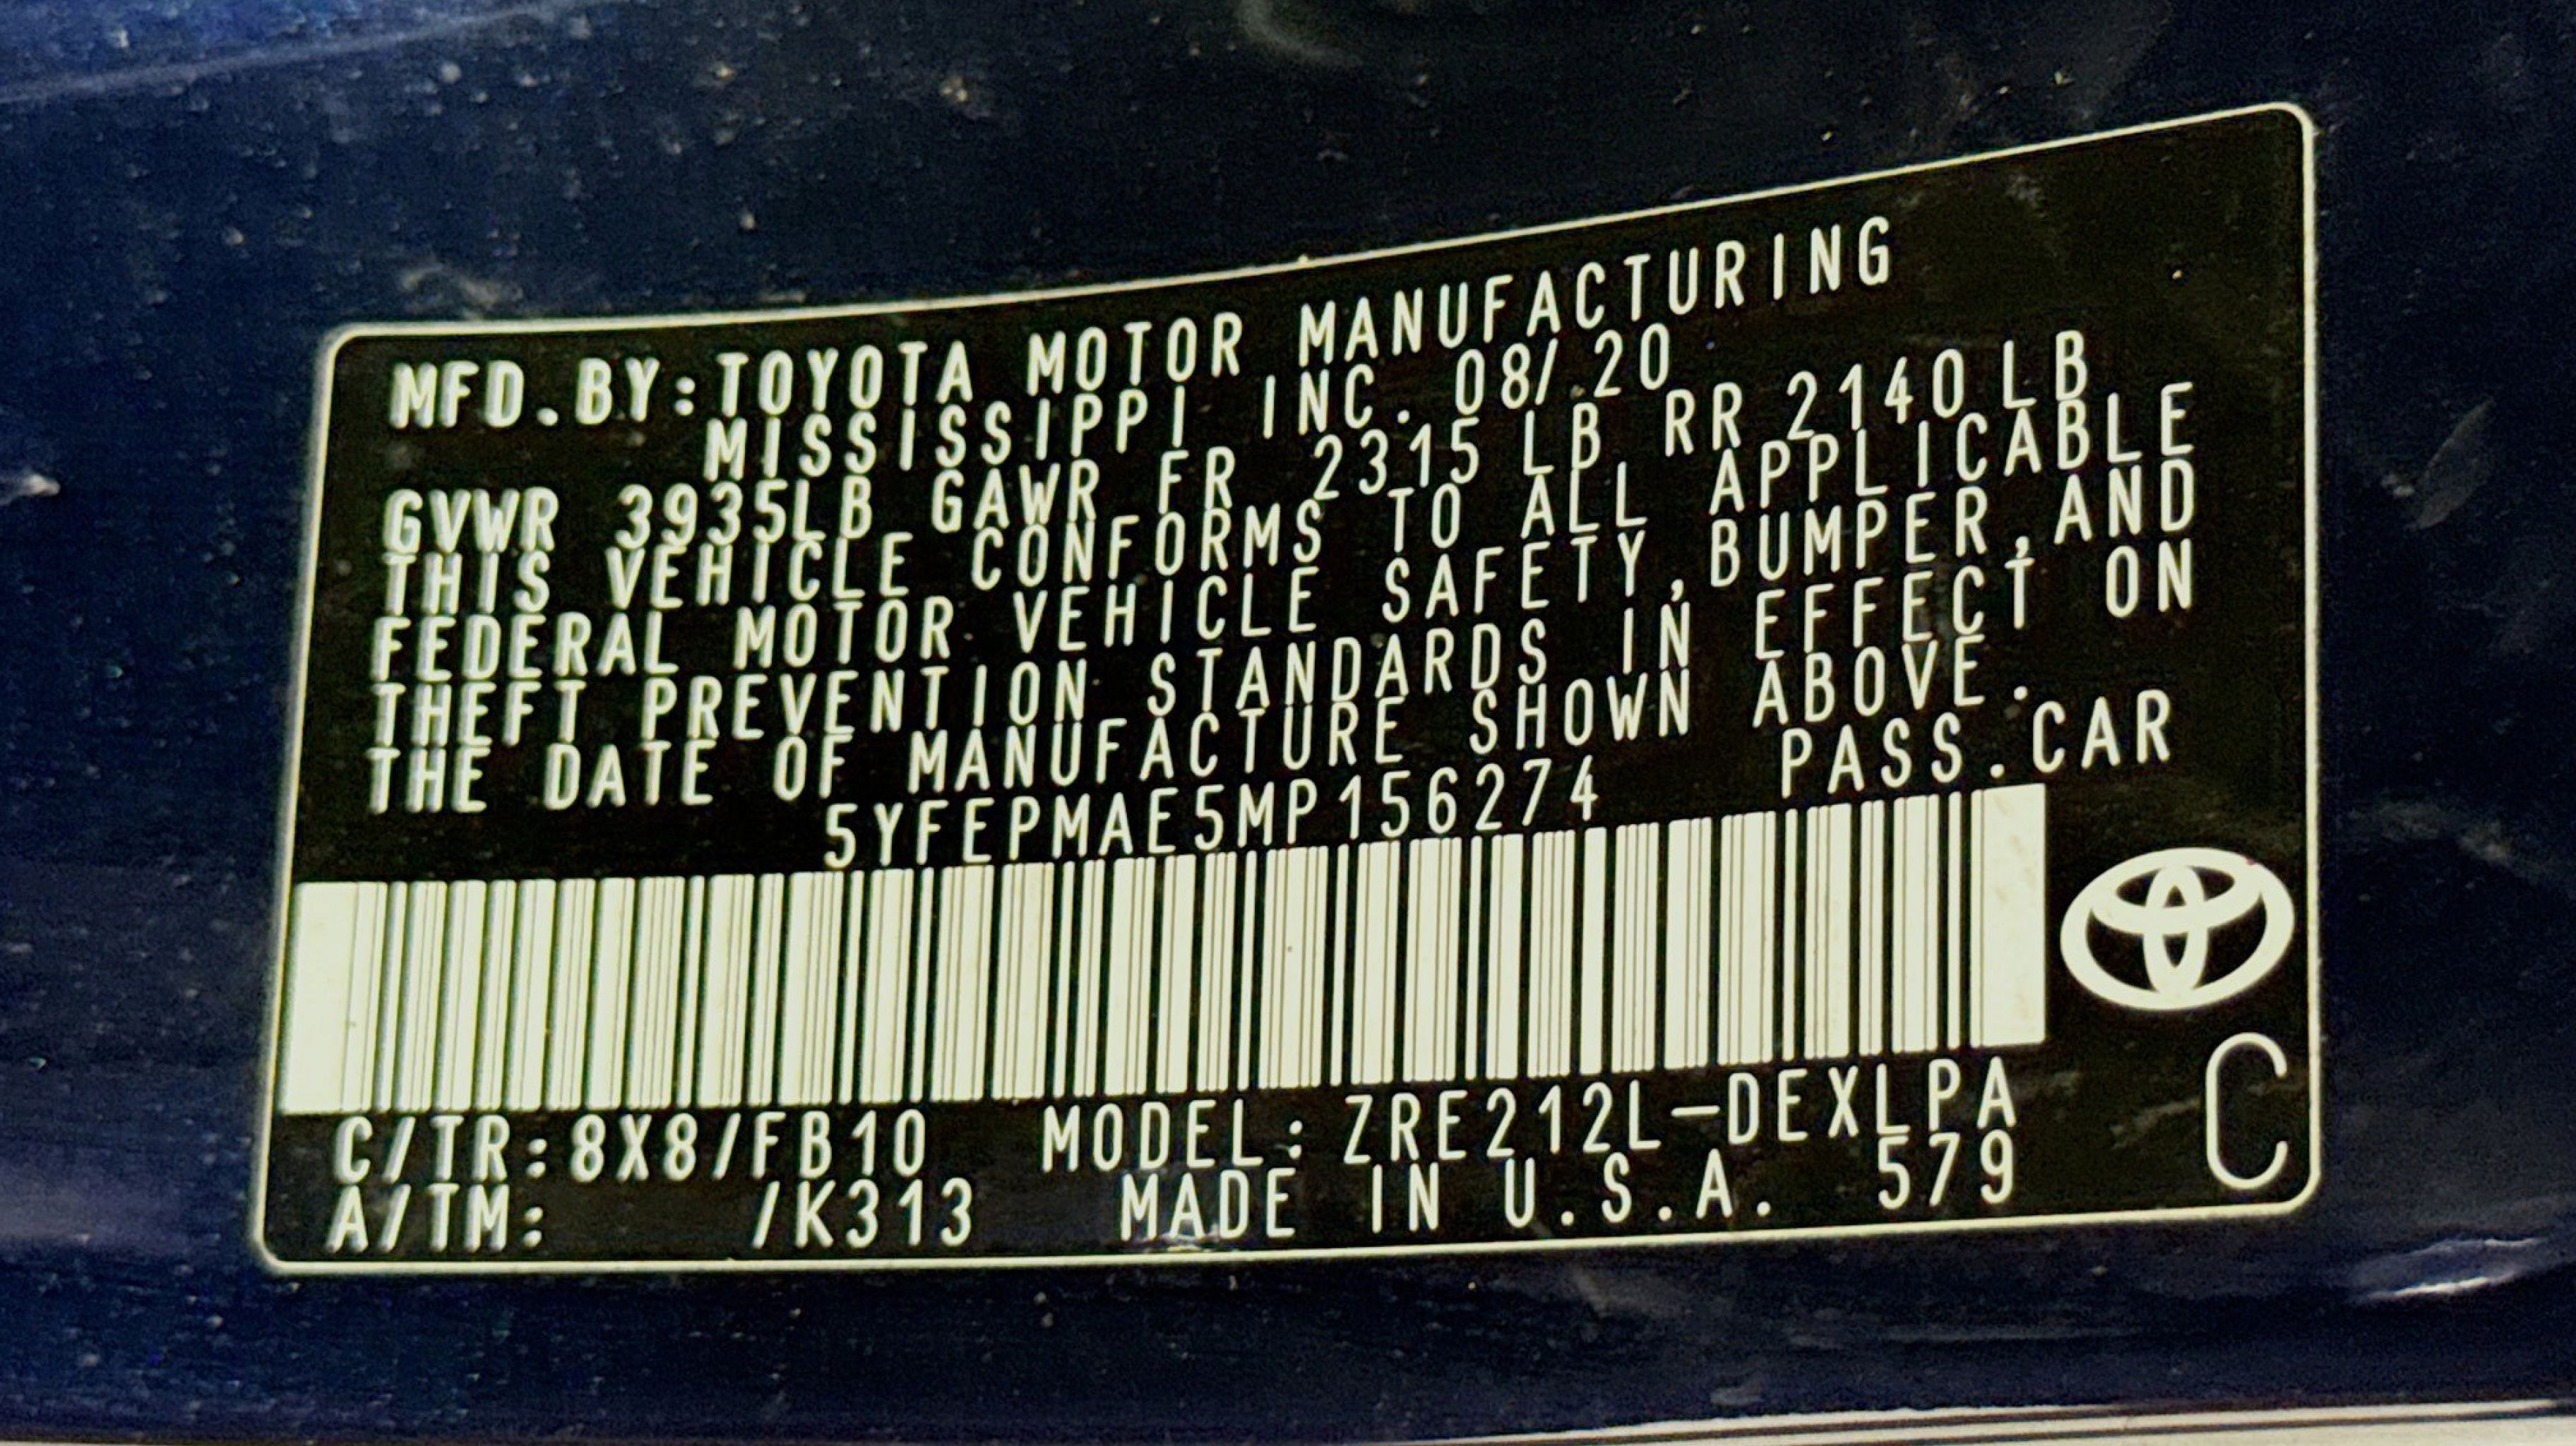 MFD.BY:TOYOTA MOTOR MANUFACTURING
MISSISSIPPI INC. 08/20
GVWR 3935LB GAWR FR 2315 LB RR 2140LB
THIS VEHICLE CONFORMS TO ALL APPLICABLE
FEDERAL MOTOR VEHICLE SAFETY,BUMPER,AND
THEFT PREVENTION STANDARDS IN EFFECT ON
THE DATE OF MANUFACTURE SHOWN ABOVE.
5YFEPMAE5MP156274 PASS.CAR
C/TR:8X8/FB10 MODEL:ZRE212L-DEXLPA
A/TM: /K313 MADE IN U.S.A. 579
C